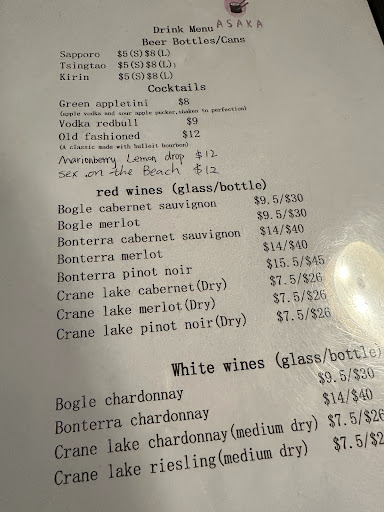 ASAKA
Drink Menu
Beer Bottles/Cans
Sapporo $5(S)$8(L)
Tsingtao $5(S)$8(L);
Kirin $5(S)$8(L)
Cocktails
Green appletini $8
(apple vodka and sour apple pucker,shaken to perfection)
Vodka redbull $9
Old fashioned $12
(A classic made with bulleit bourbon)
Marionberry Lemon drop $12
Sex on the Beach $12
red wines (glass/bottle)
Bogle cabernet sauvignon $9.5/$30
Bogle merlot $9.5/$30
Bonterra cabernet sauvignon $14/$40
Bonterra merlot $14/$40
Bonterra pinot noir $15.5/$45
Crane lake cabernet(Dry) $7.5/$26
Crane lake merlot(Dry) $7.5/$26
Crane lake pinot noir(Dry) $7.5/$26
White wines (glass/bottle)
Bogle chardonnay $9.5/$30
Bonterra chardonnay $14/$40
Crane lake chardonnay(medium dry) $7.5/$26
Crane lake riesling(medium dry) $7.5/$2